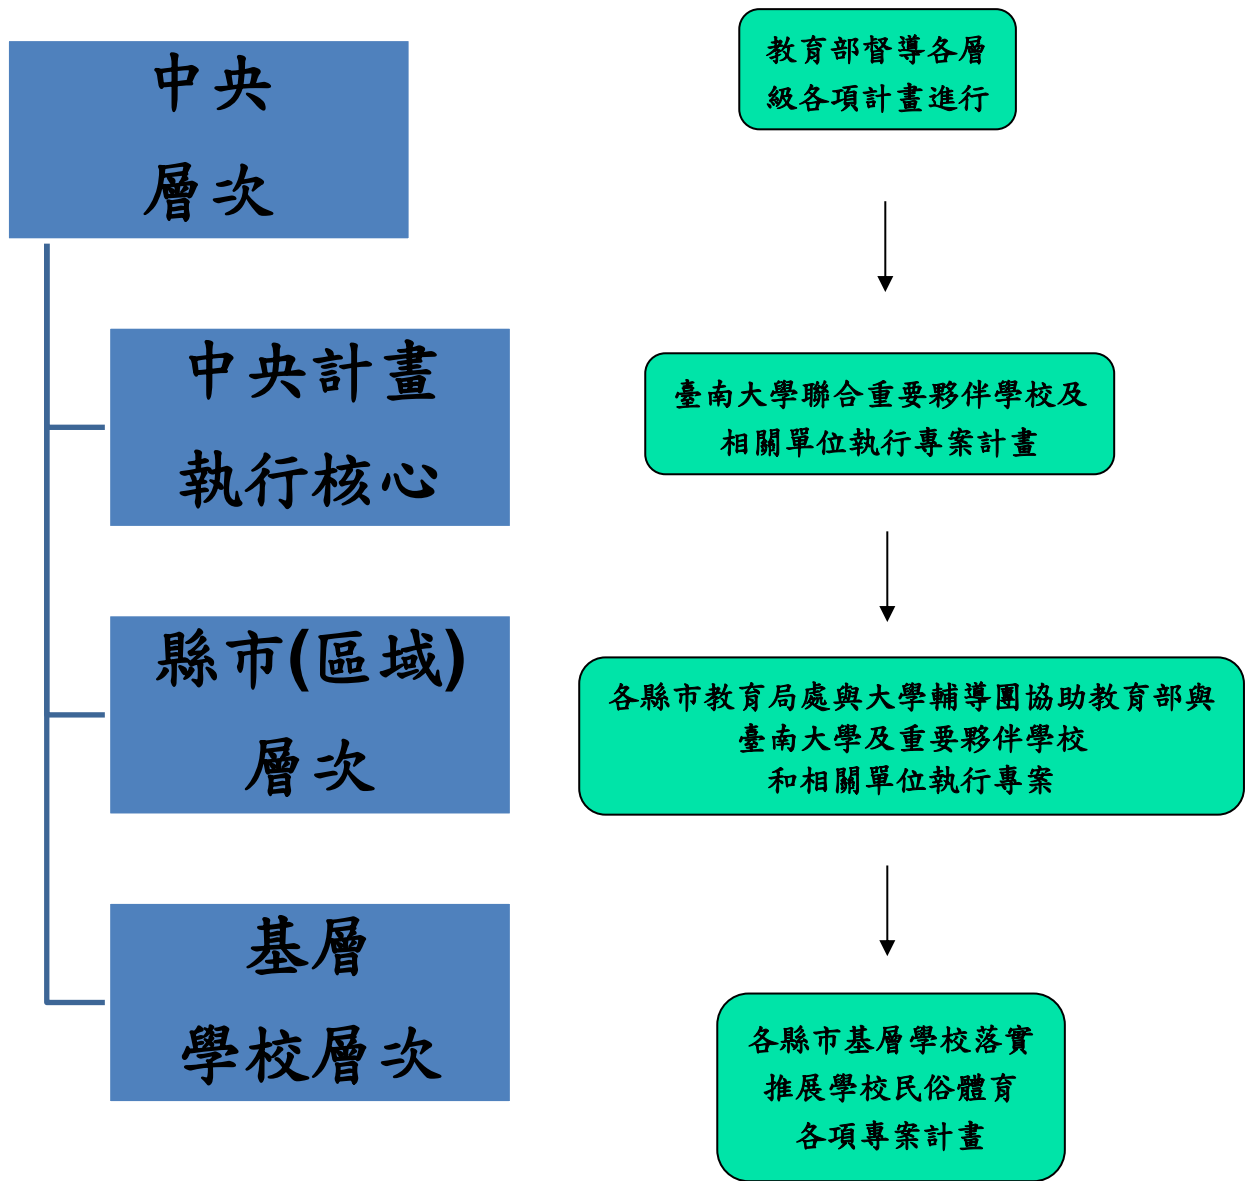 中央
層次
教育部督導各層
級各項計畫進行
中央計畫
執行核心
臺南大學聯合重要夥伴學校及
相關單位執行專案計畫
縣市(區域)
層次
各縣市教育局處與大學輔導團協助教育部與
臺南大學及重要夥伴學校
和相關單位執行專案
基層
學校層次
各縣市基層學校落實
推展學校民俗體育
各項專案計畫